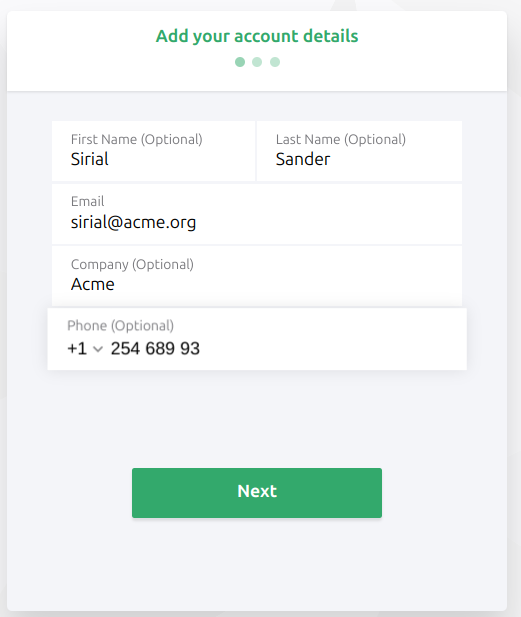 Add your account details
First Name (Optional)
Sirial
Last Name (Optional)
Sander
Email
sirial@acme.org
Company (Optional)
Acme
Phone (Optional)
+1 254 689 93
Next